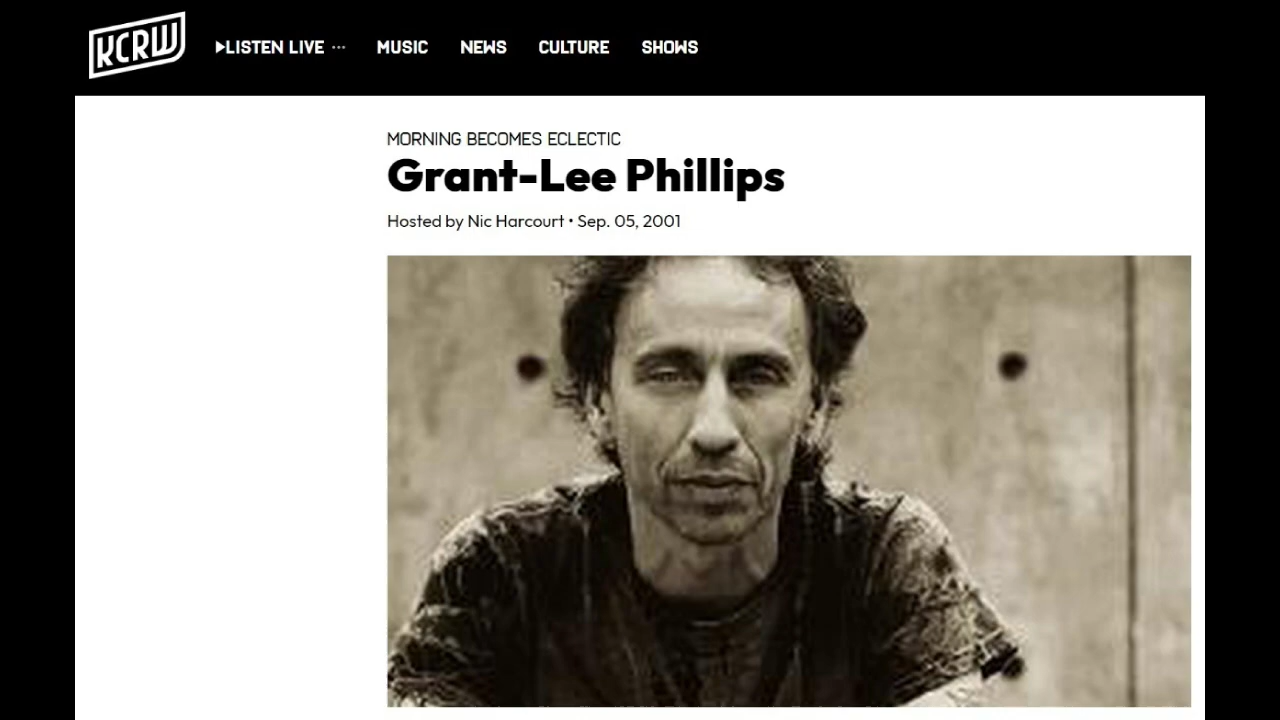 KCRW
LISTEN LIVE ···
MUSIC
NEWS
CULTURE
SHOWS
MORNING BECOMES ECLECTIC
Grant-Lee Phillips
Hosted by Nic Harcourt • Sep. 05, 2001